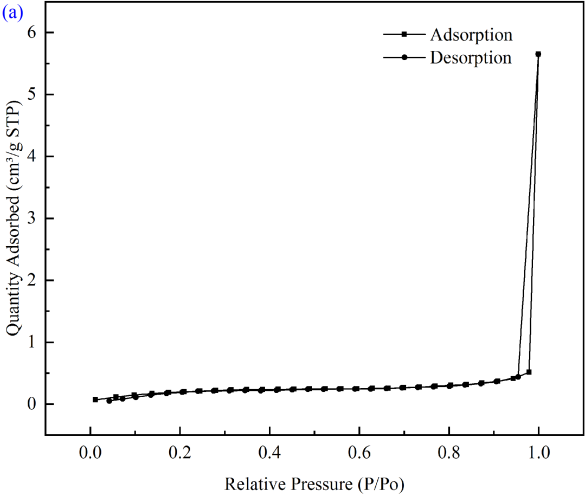 (a)
Adsorption
Desorption
6
5
4
3
2
1
0
Quantity Adsorbed (cm³/g STP)
0.0 0.2 0.4 0.6 0.8 1.0
Relative Pressure (P/Po)